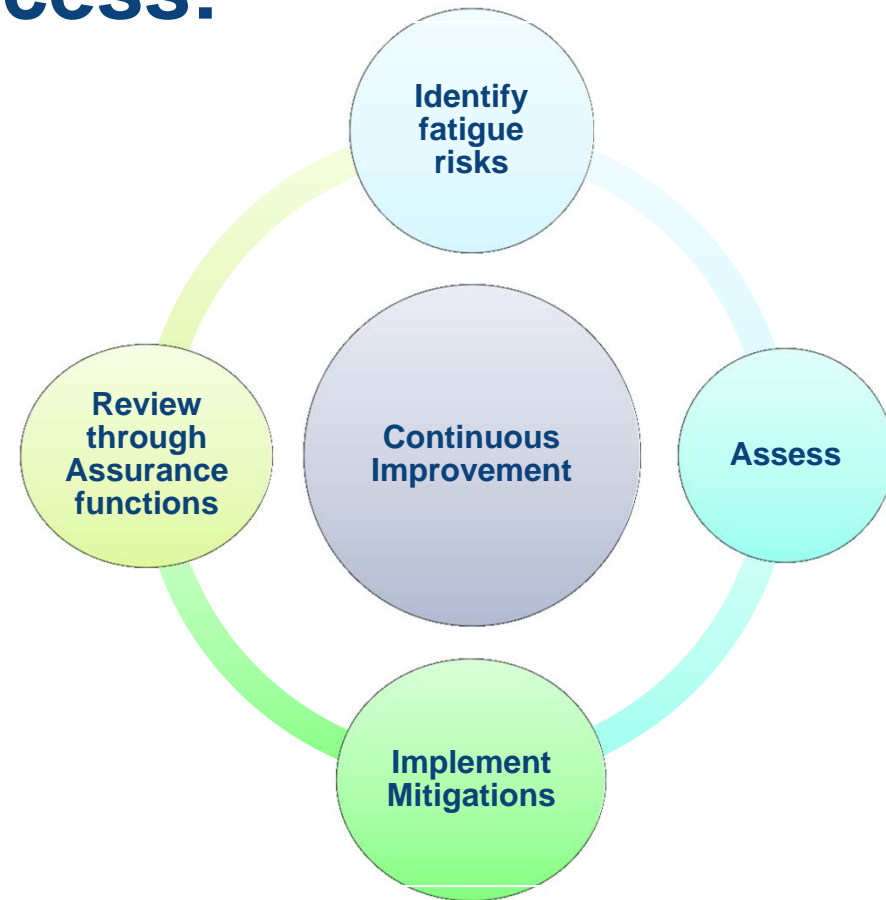 cess:
Identify
fatigue
risks
Review
through
Assurance
functions
Continuous
Improvement
Assess
Implement
Mitigations